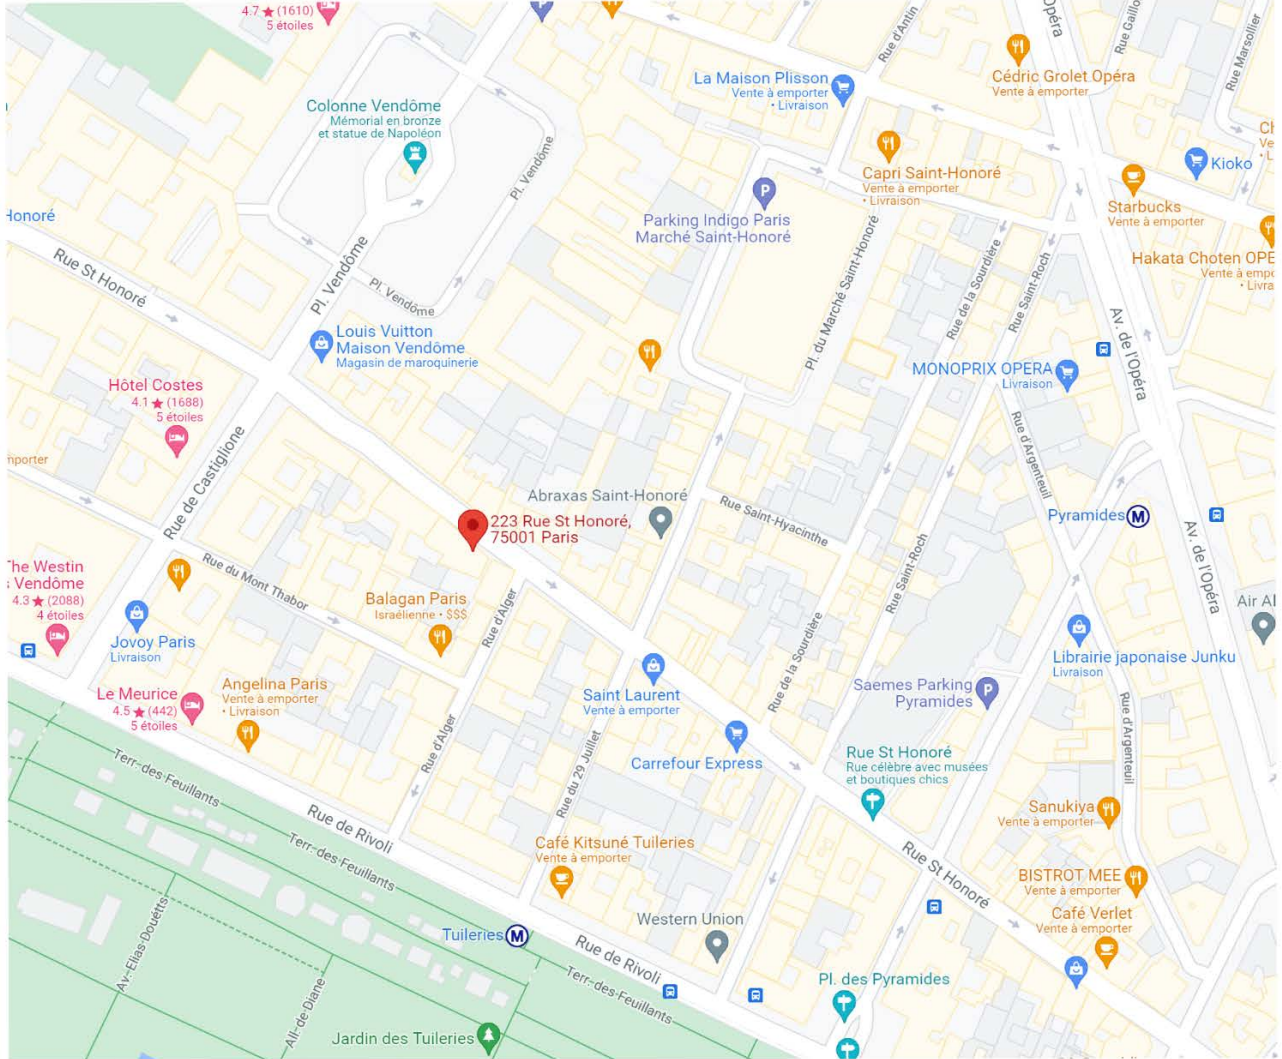 4.7 ★ (1610)
5 étoiles
P
Opéra
Rue d'Antin
Rue Gaillo
Rue Marsollier
Cédric Grolet Opéra
Vente à emporter
La Maison Plisson
Vente à emporter
• Livraison
Colonne Vendôme
Mémorial en bronze
et statue de Napoléon
Pl. Vendôme
Capri Saint-Honoré
Vente à emporter
• Livraison
P
Parking Indigo Paris
Marché Saint-Honoré
Kioko
Starbucks
Vente à emporter
Hakata Choten OPE
Honoré
Rue St Honoré
Pl. Vendôme
Pl. Vendôme
Pl. du Marché Saint-Honoré
Rue de la Sourdière
Rue Saint-Roch
Av. de l'Opéra
Louis Vuitton
Maison Vendôme
Magasin de maroquinerie
MONOPRIX OPERA
Livraison
Hôtel Costes
4.1 ★ (1688)
5 étoiles
mporter
Rue de Castiglione
Rue d'Argenteuil
Abraxas Saint-Honoré
Rue Saint-Hyacinthe
223 Rue St Honoré,
75001 Paris
Pyramides
M
Av. de l'Opéra
The Westin
s Vendôme
4.3 ★ (2088)
4 étoiles
Rue du Mont Thabor
Balagan Paris
Israélienne • $$$
Rue d'Alger
Rue Saint-Roch
Air Al
Jovoy Paris
Livraison
Rue de la Sourdière
Librairie japonaise Junku
Livraison
Le Meurice
4.5 ★ (442)
5 étoiles
Angelina Paris
Vente à emporter
• Livraison
Saint Laurent
Vente à emporter
Saemes Parking
Pyramides
P
Rue d'Argenteuil
Rue d'Alger
Rue du 29 Juillet
Carrefour Express
Rue St Honoré
Rue célèbre avec musées
et boutiques chics
Terr. des Feuillants
Rue de Rivoli
Sanukiya
Vente à emporter
Terr. des Feuillants
Café Kitsuné Tuileries
Vente à emporter
Rue St Honoré
BISTROT MEE
Vente à emporter
Café Verlet
Vente à emporter
Western Union
Tuileries
M
Rue de Rivoli
Terr. des Feuillants
Av. Elias Douétts
All. de Diane
Pl. des Pyramides
Jardin des Tuileries